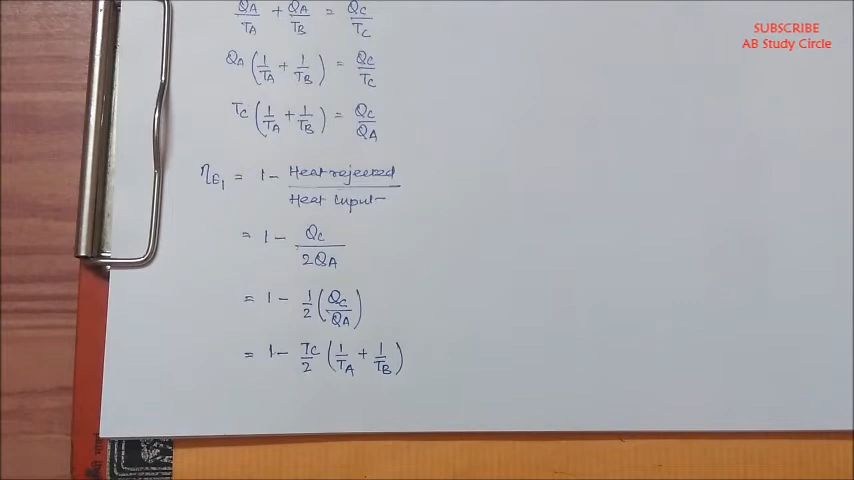 SUBSCRIBE
AB Study Circle
QA/TA + QA/TB = QC/TC
QA (1/TA + 1/TB) = QC/TC
TC (1/TA + 1/TB) = QC/QA
ηE1 = 1 - Heat rejected / Heat input
= 1 - QC/2QA
= 1 - 1/2 (QC/QA)
= 1 - TC/2 (1/TA + 1/TB)